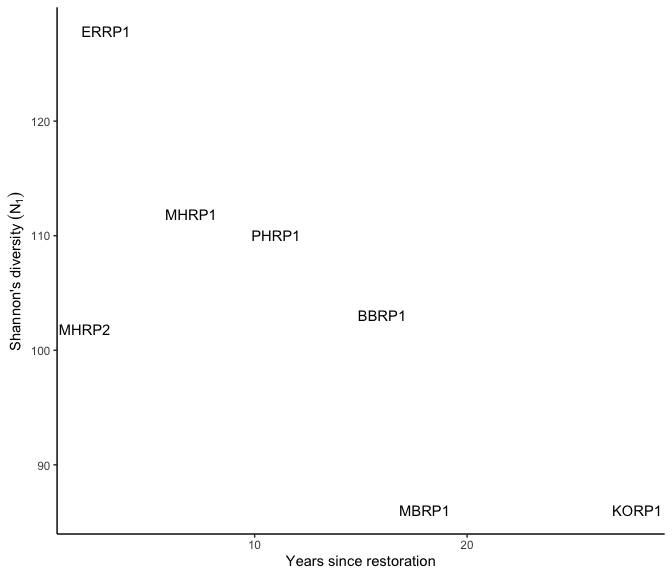 ERRP1
120
MHRP1
PHRP1
110
BBRP1
MHRP2
100
90
MBRP1
KORP1
10
20
Years since restoration
Shannon's diversity (N₁)